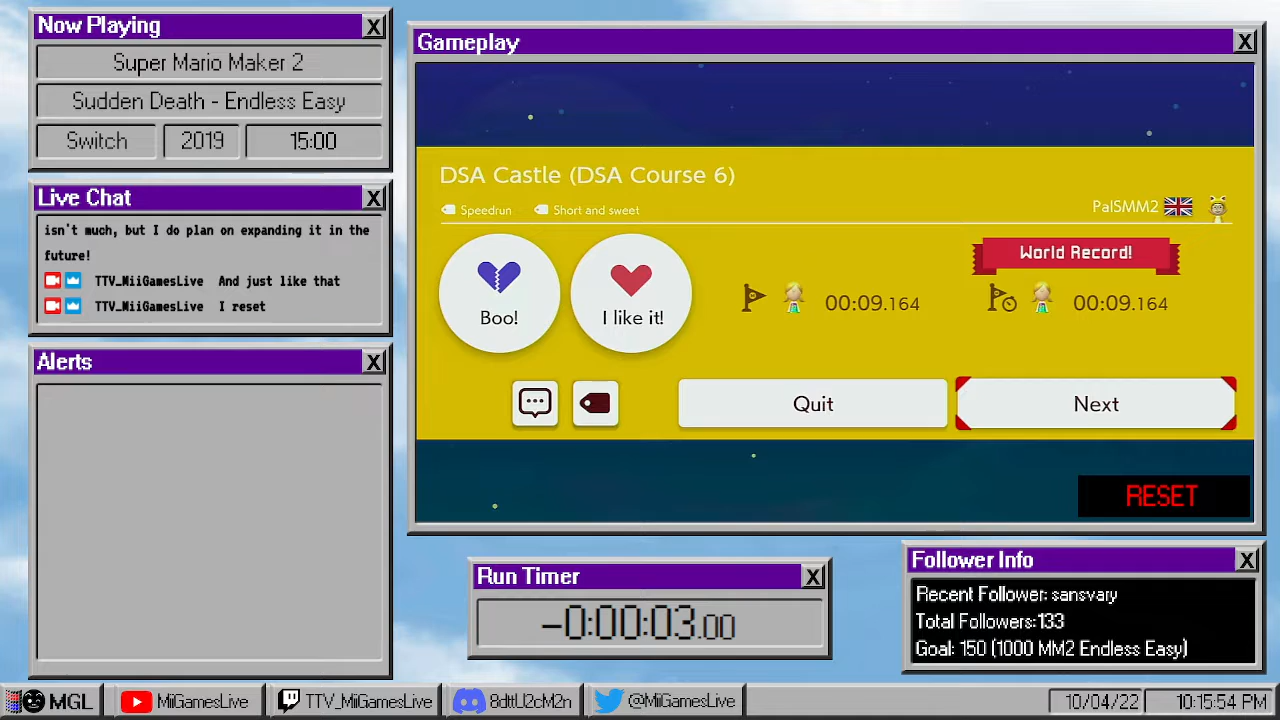 Now Playing
X
Super Mario Maker 2
Sudden Death - Endless Easy
Switch
2019
15:00
Live Chat
X
isn't much, but I do plan on expanding it in the
future!
TTV_MiiGamesLive And just like that
TTV_MiiGamesLive I reset
Alerts
X
Gameplay
X
DSA Castle (DSA Course 6)
Speedrun
Short and sweet
PalSMM2
Boo!
I like it!
00:09.164
World Record!
00:09.164
Quit
Next
RESET
Run Timer
X
-0:00:03.00
Follower Info
X
Recent Follower: sansvary
Total Followers:133
Goal: 150 (1000 MM2 Endless Easy)
MGL
MiiGamesLive
TTV_MiiGamesLive
8dttU2cM2n
@MiiGamesLive
10/04/22
10:15:54 PM